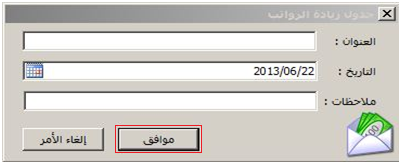 جدول زيادة الرواتب
العنوان :
التاريخ : 2013/06/22
ملاحظات :
موافق إلغاء الأمر